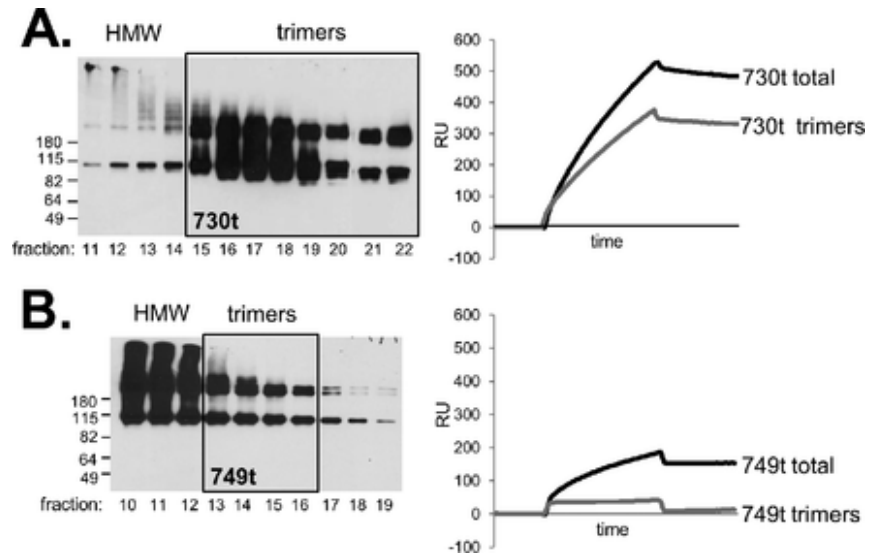 A.
HMW trimers
180
115
82
64
49
730t
fraction: 11 12 13 14 15 16 17 18 19 20 21 22
600
500
400
300
200
100
0
-100
RU
time
730t total
730t trimers
B.
HMW trimers
180
115
82
64
49
749t
fraction: 10 11 12 13 14 15 16 17 18 19
600
500
400
300
200
100
0
-100
RU
time
749t total
749t trimers